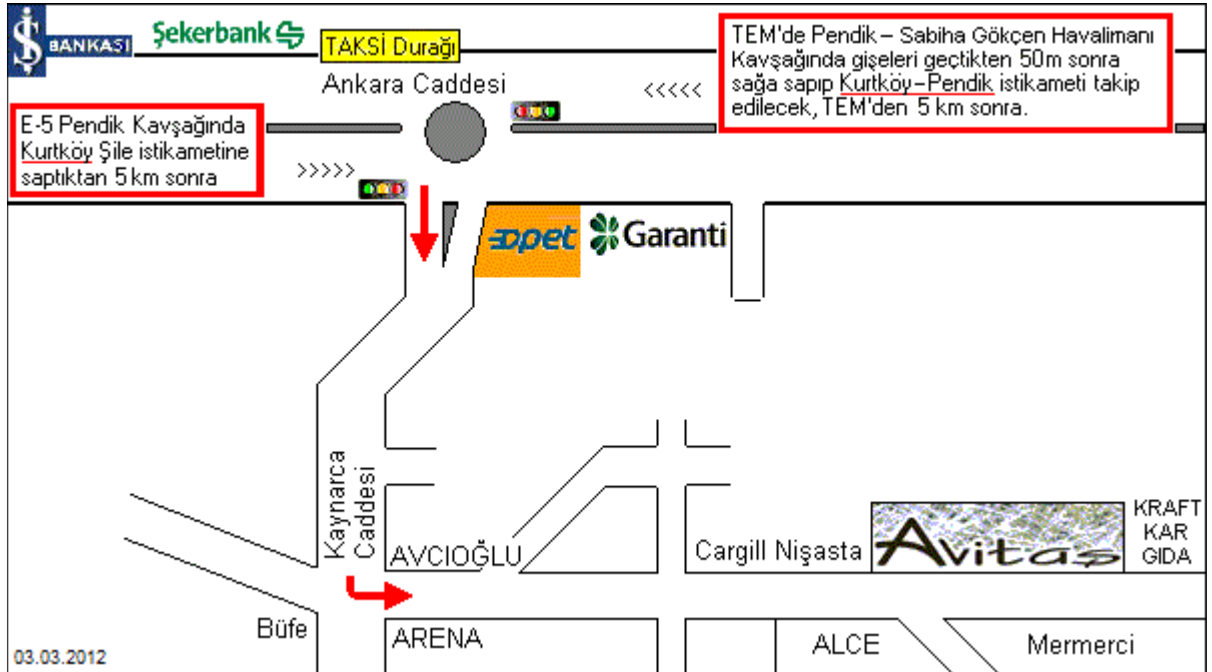 İŞ BANKASI
Şekerbank
TAKSİ Durağı
Ankara Caddesi
<<<<<
TEM'de Pendik – Sabiha Gökçen Havalimanı
Kavşağında gişeleri geçtikten 50m sonra
sağa sapıp Kurtköy–Pendik istikameti takip
edilecek, TEM'den 5 km sonra.
E-5 Pendik Kavşağında
Kurtköy Şile istikametine
saptıktan 5 km sonra
>>>>>
opet
Garanti
Kaynarca
Caddesi
AVCIOĞLU
Cargill Nişasta
Avitaş
KRAFT
KAR
GIDA
Büfe
ARENA
ALCE
Mermerci
03.03.2012